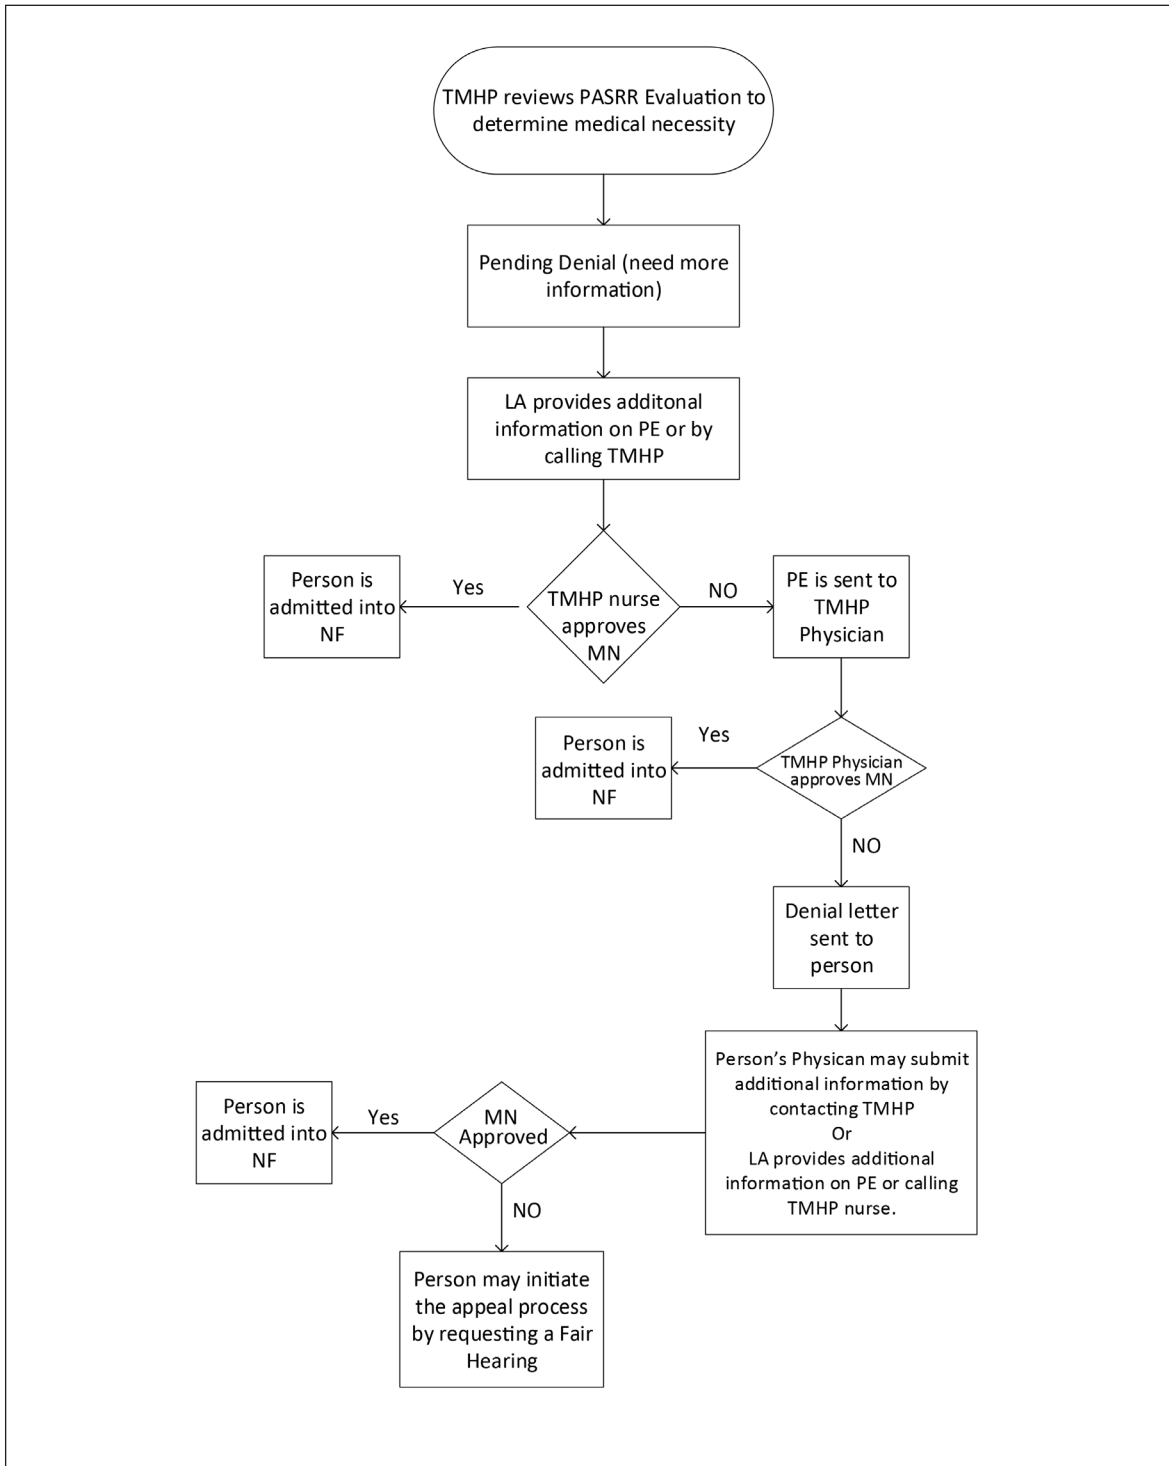 TMHP reviews PASRR Evaluation to
determine medical necessity
Pending Denial (need more
information)
LA provides additonal
information on PE or by
calling TMHP
TMHP nurse
approves
MN
Yes
Person is
admitted into
NF
NO
PE is sent to
TMHP
Physician
TMHP Physician
approves MN
Yes
Person is
admitted into
NF
NO
Denial letter
sent to
person
Person’s Physican may submit
additional information by
contacting TMHP
Or
LA provides additional
information on PE or calling
TMHP nurse.
MN
Approved
Yes
Person is
admitted into
NF
NO
Person may initiate
the appeal process
by requesting a Fair
Hearing